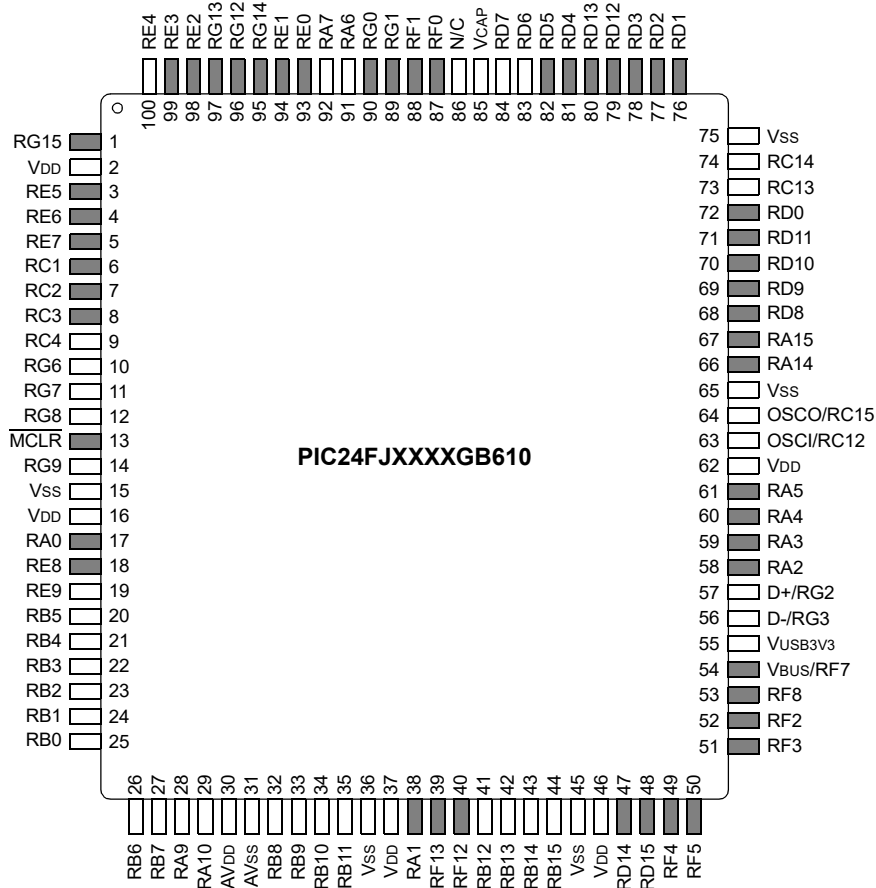 RE4 RE3 RE2 RG13 RG12 RG14 RE1 RE0 RA7 RA6 RG0 RG1 RF1 RF0 N/C VCAP RD7 RD6 RD5 RD4 RD13 RD12 RD3 RD2 RD1
100 99 98 97 96 95 94 93 92 91 90 89 88 87 86 85 84 83 82 81 80 79 78 77 76
RG15 1
VDD 2
RE5 3
RE6 4
RE7 5
RC1 6
RC2 7
RC3 8
RC4 9
RG6 10
RG7 11
RG8 12
MCLR 13
RG9 14
VSS 15
VDD 16
RA0 17
RE8 18
RE9 19
RB5 20
RB4 21
RB3 22
RB2 23
RB1 24
RB0 25
PIC24FJXXXXGB610
75 VSS
74 RC14
73 RC13
72 RD0
71 RD11
70 RD10
69 RD9
68 RD8
67 RA15
66 RA14
65 VSS
64 OSCO/RC15
63 OSCI/RC12
62 VDD
61 RA5
60 RA4
59 RA3
58 RA2
57 D+/RG2
56 D-/RG3
55 VUSB3V3
54 VBUS/RF7
53 RF8
52 RF2
51 RF3
26 27 28 29 30 31 32 33 34 35 36 37 38 39 40 41 42 43 44 45 46 47 48 49 50
RB6 RB7 RA9 RA10 AVDD AVSS RB8 RB9 RB10 RB11 VSS VDD RA1 RF13 RF12 RB12 RB13 RB14 RB15 VSS VDD RD14 RD15 RF4 RF5